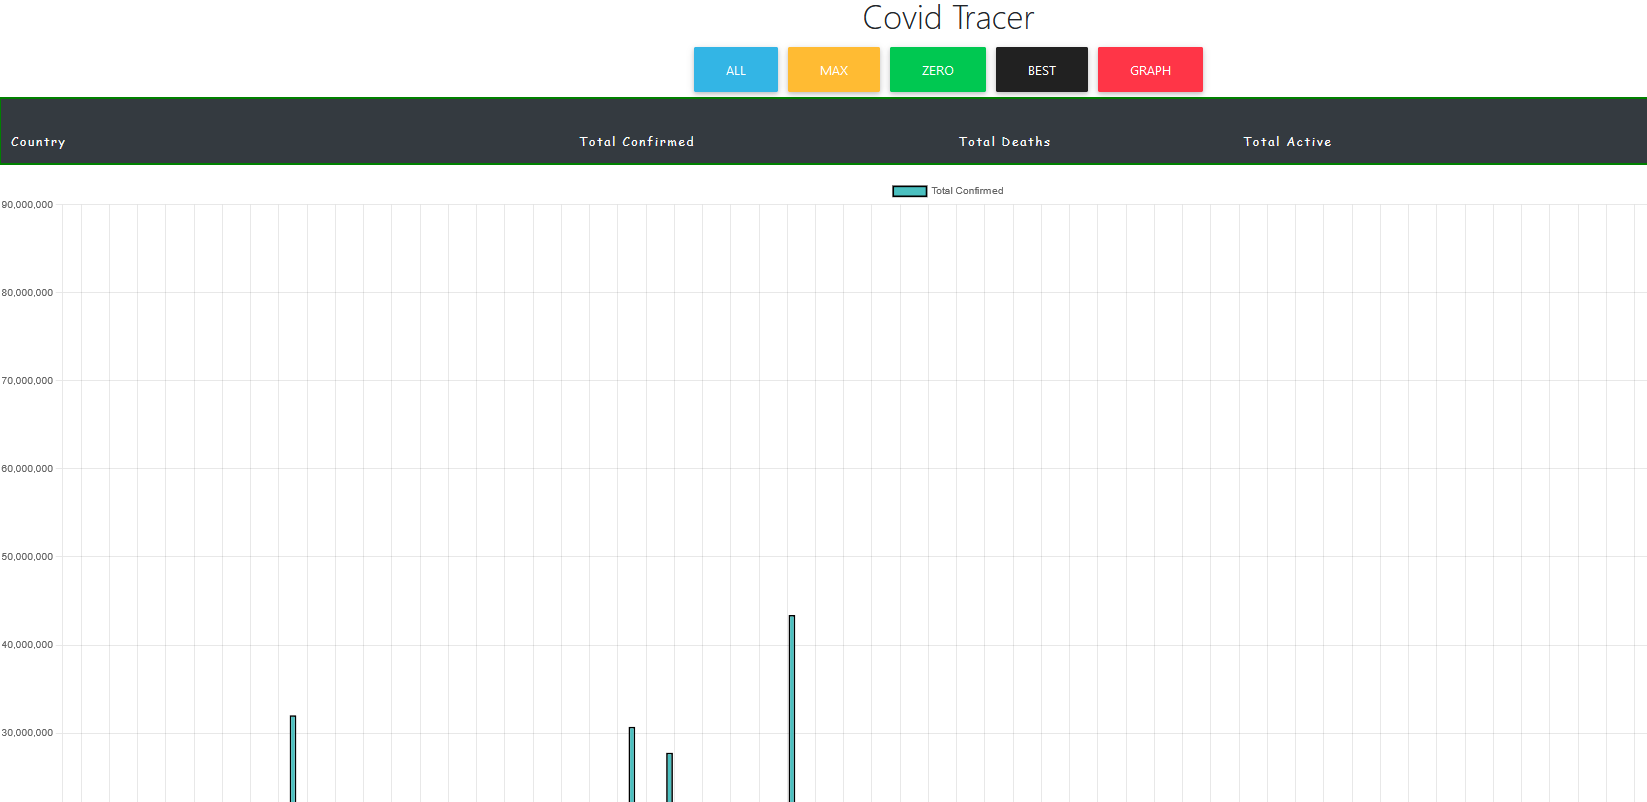 Covid Tracer
ALL MAX ZERO BEST GRAPH
Country Total Confirmed Total Deaths Total Active
Total Confirmed
90,000,000
80,000,000
70,000,000
60,000,000
50,000,000
40,000,000
30,000,000